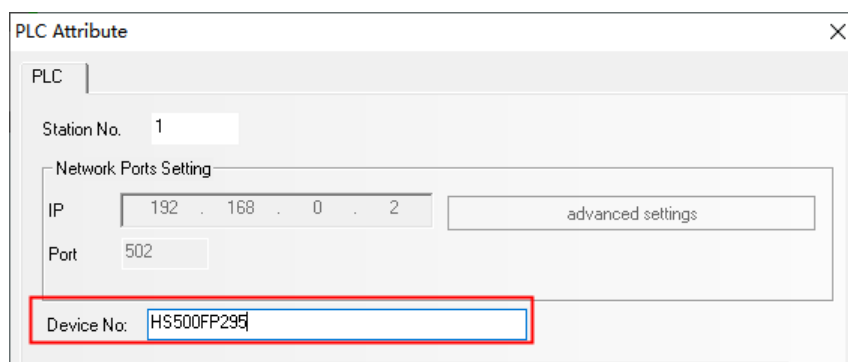 PLC Attribute
PLC
Station No. 1
Network Ports Setting
IP 192 . 168 . 0 . 2 advanced settings
Port 502
Device No: HS500FP295